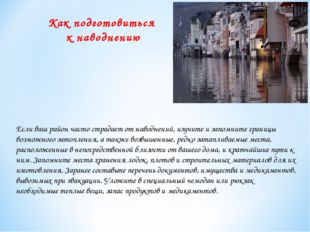 Как подготовиться
к наводнению
Если ваш район часто страдает от наводнений, изучите и запомните границы
возможного затопления, а также возвышенные, редко затапливаемые места,
расположенные в непосредственной близости от вашего дома, и кратчайшие пути к
ним. Запомните места хранения лодок, плотов и строительных материалов для их
изготовления. Заранее составьте перечень документов, имущества и медикаментов,
вывозимых при эвакуации. Уложите в специальный чемодан или рюкзак
необходимые теплые вещи, запас продуктов и медикаментов.